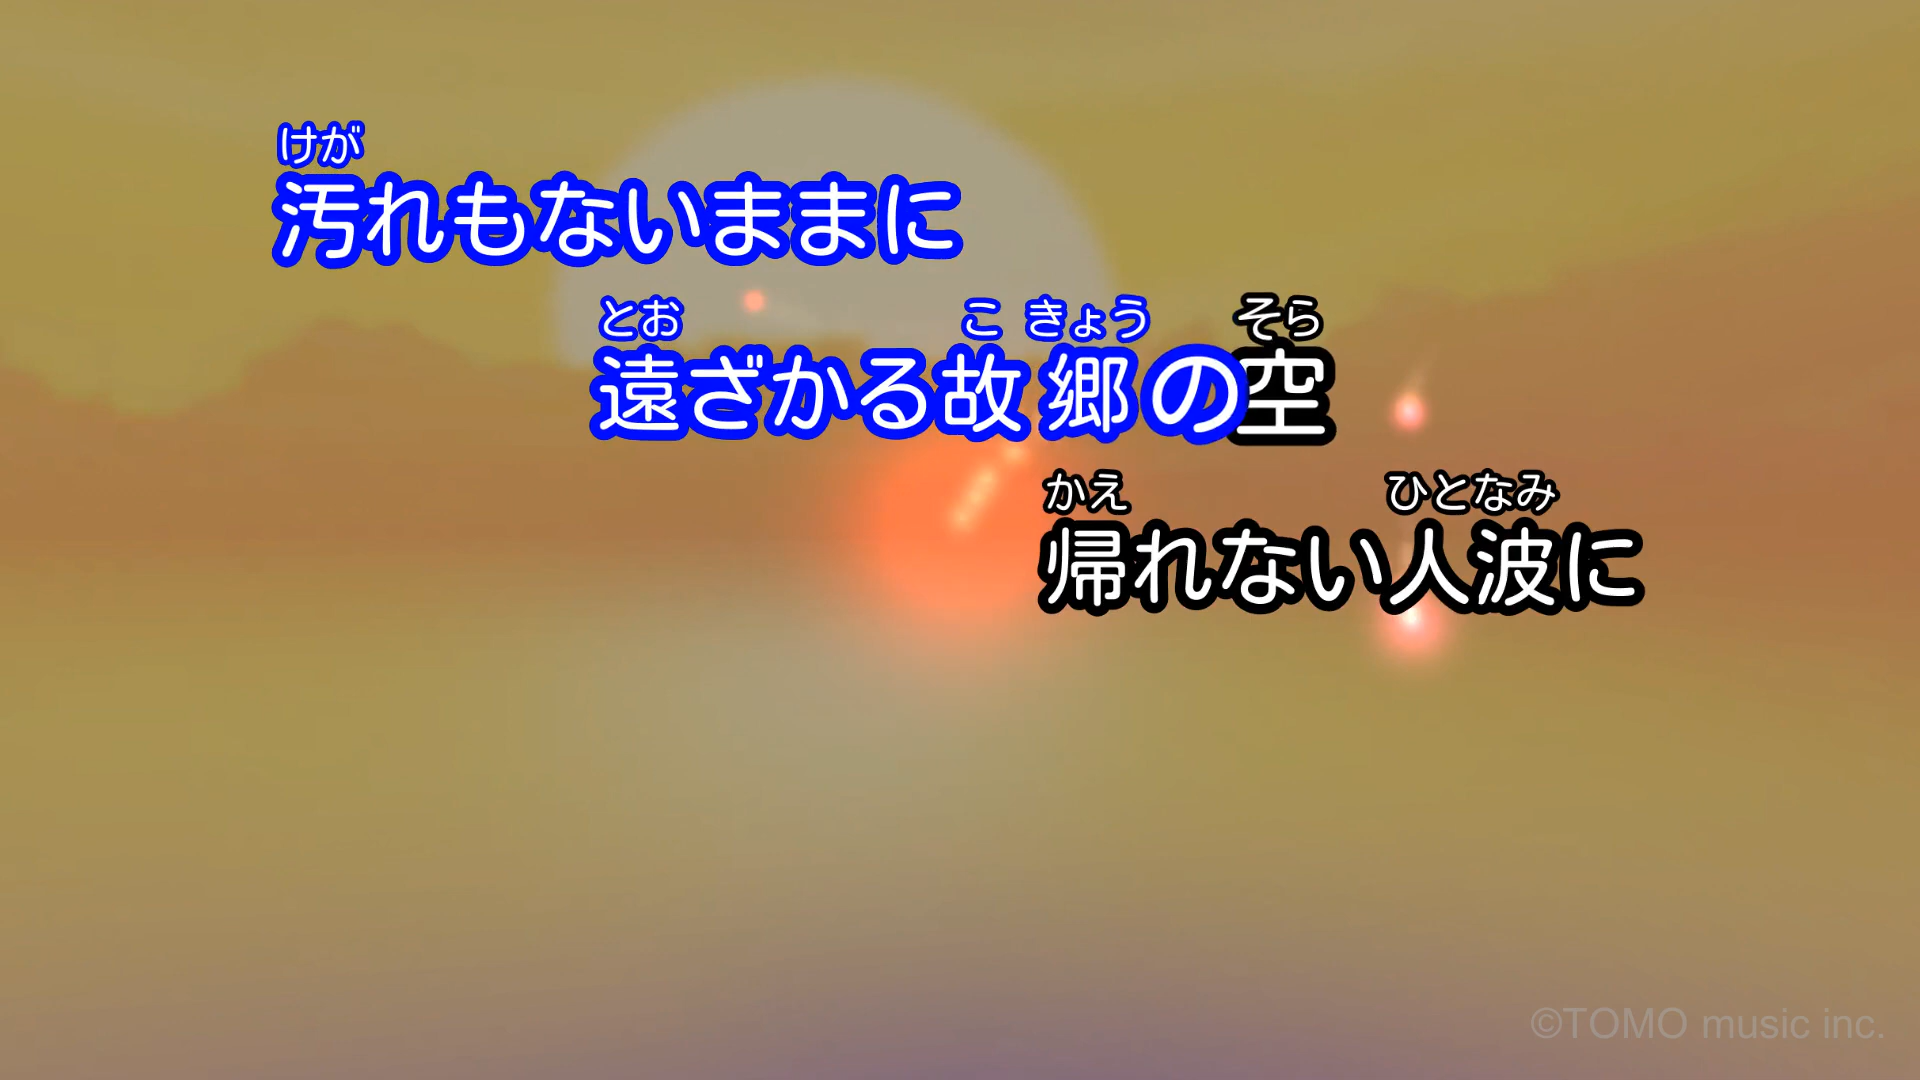 けが
汚れもないままに
とお こ きょう そら
遠ざかる故郷の空
かえ ひとなみ
帰れない人波に
©TOMO music inc.